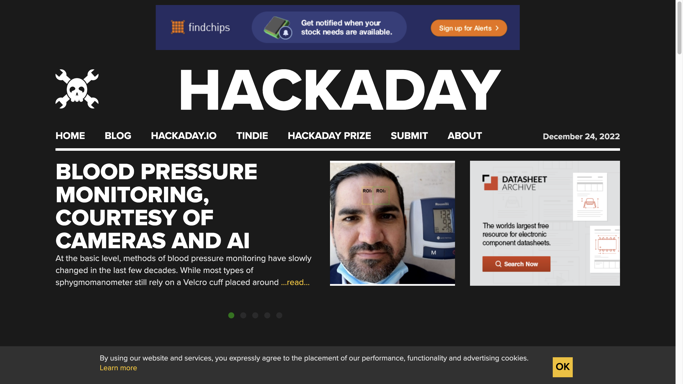 findchips
Get notified when your
stock needs are available.
Sign up for Alerts >
HACKADAY
HOME BLOG HACKADAY.IO TINDIE HACKADAY PRIZE SUBMIT ABOUT
December 24, 2022
BLOOD PRESSURE
MONITORING,
COURTESY OF
CAMERAS AND AI
At the basic level, methods of blood pressure monitoring have slowly
changed in the last few decades. While most types of
sphygmomanometer still rely on a Velcro cuff placed around ...read...
DATASHEET
ARCHIVE
The worlds largest free
resource for electronic
component datasheets.
Search Now
By using our website and services, you expressly agree to the placement of our performance, functionality and advertising cookies.
Learn more
OK